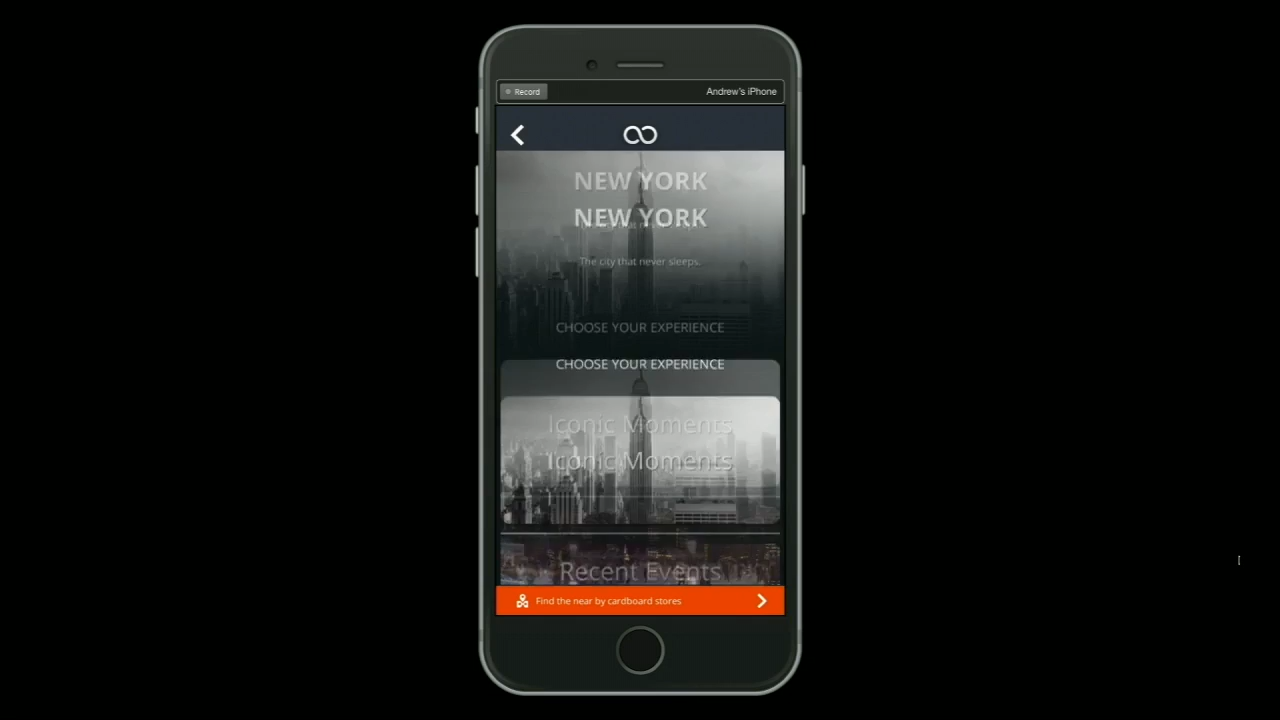 Record
Andrew's iPhone
NEW YORK
NEW YORK
The city that never sleeps.
CHOOSE YOUR EXPERIENCE
CHOOSE YOUR EXPERIENCE
Iconic Moments
Iconic Moments
Recent Events
Find the near by cardboard stores